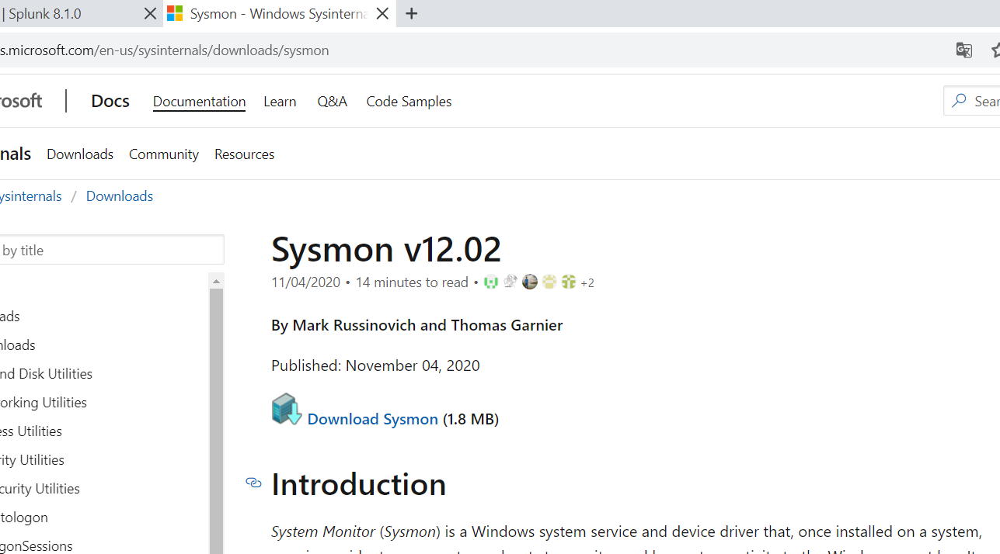 | Splunk 8.1.0
Sysmon - Windows Sysinterna
s.microsoft.com/en-us/sysinternals/downloads/sysmon
rosoft | Docs Documentation Learn Q&A Code Samples
Sear
nals Downloads Community Resources
ysinternals / Downloads
by title
ads
nloads
nd Disk Utilities
orking Utilities
ess Utilities
rity Utilities
curity Utilities
tologon
gonSessions
Sysmon v12.02
11/04/2020 • 14 minutes to read • +2
By Mark Russinovich and Thomas Garnier
Published: November 04, 2020
Download Sysmon (1.8 MB)
Introduction
System Monitor (Sysmon) is a Windows system service and device driver that, once installed on a system,